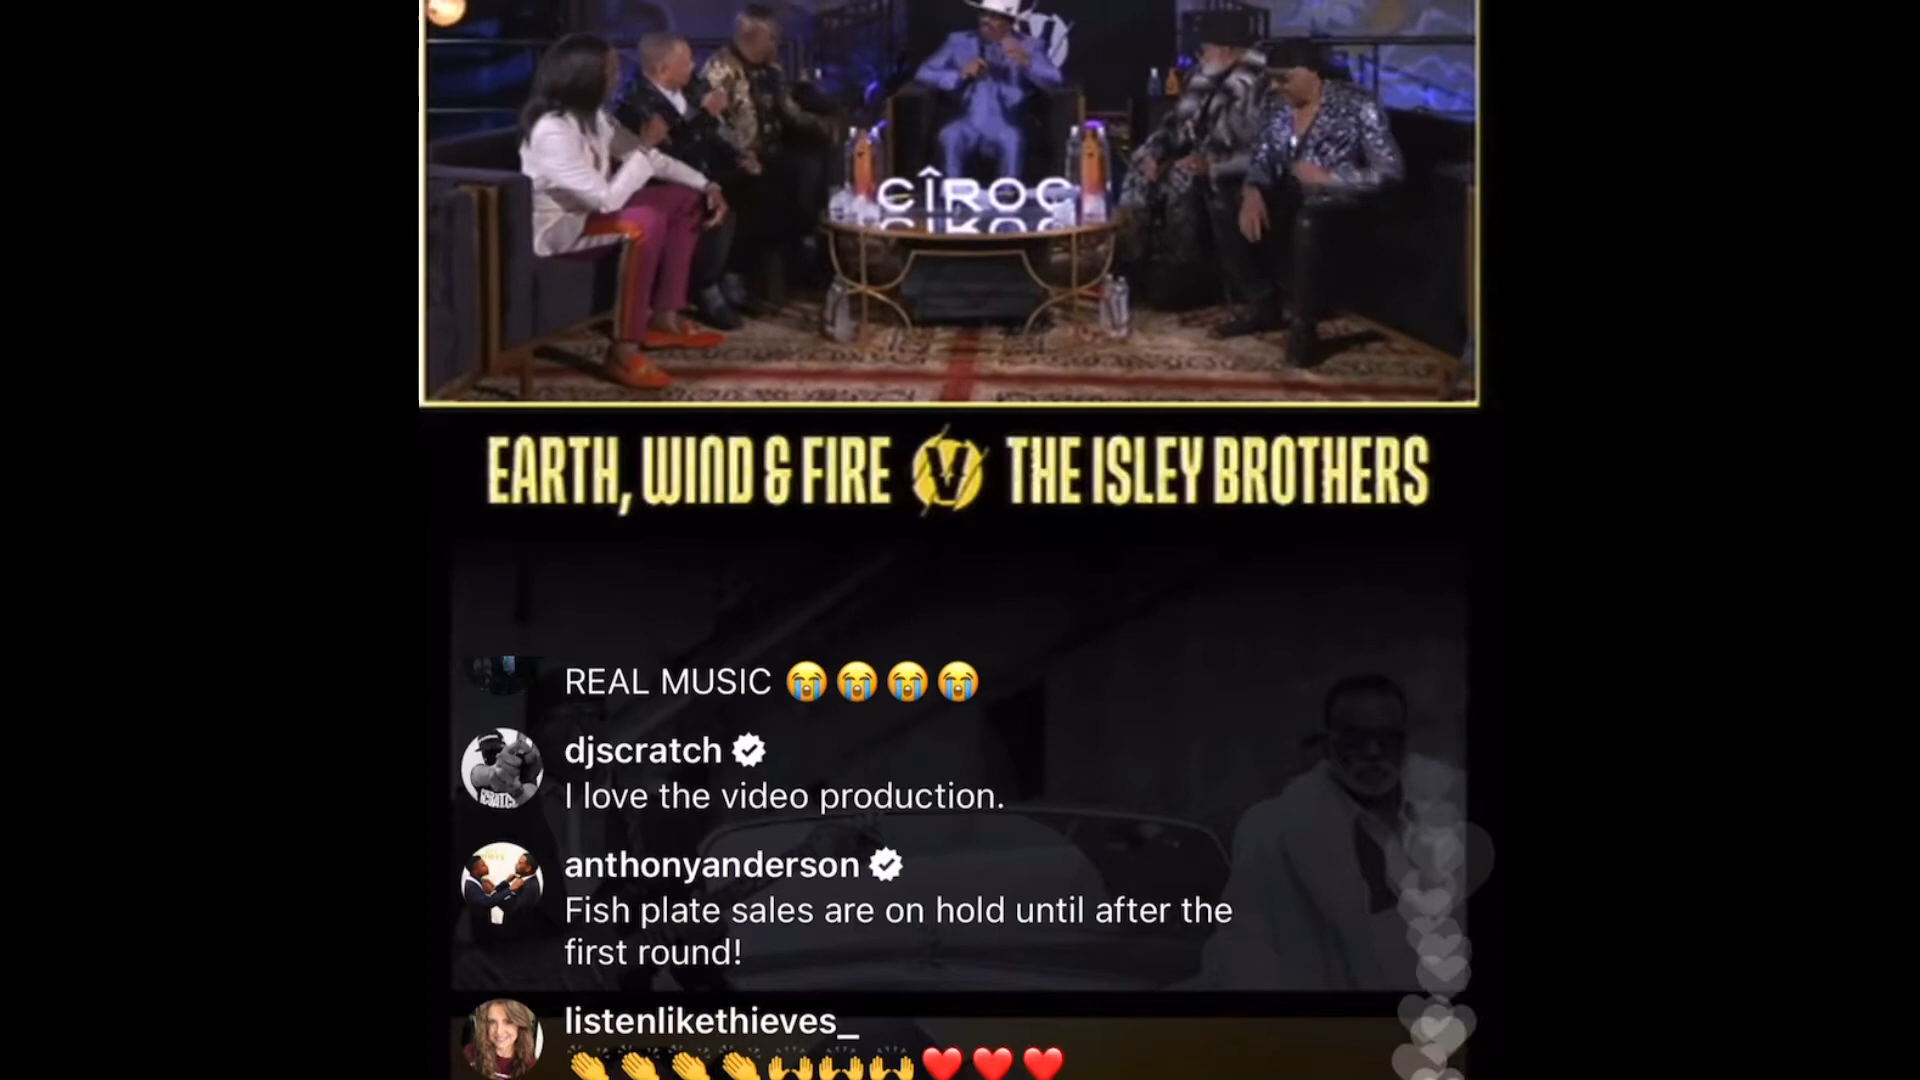 CÎROC
EARTH, WIND & FIRE V THE ISLEY BROTHERS
REAL MUSIC 😭😭😭😭
djscratch
I love the video production.
anthonyanderson
Fish plate sales are on hold until after the
first round!
listenlikethieves_
👏👏👏👏🙌🙌🙌❤️❤️❤️